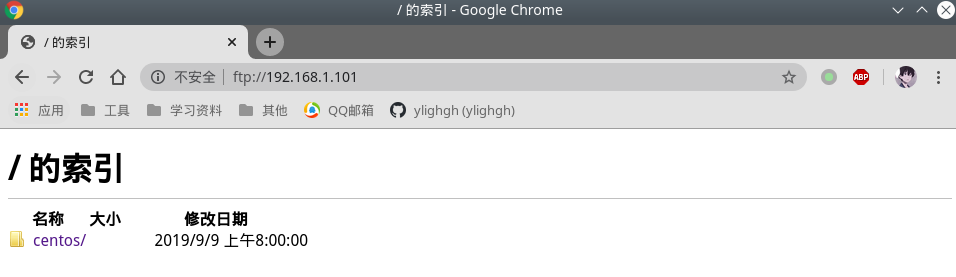 / 的索引 - Google Chrome
/ 的索引
不安全 ftp://192.168.1.101
ABP
应用 工具 学习资料 其他 QQ邮箱 ylighgh (ylighgh)
/ 的索引
名称 大小 修改日期
centos/ 2019/9/9 上午8:00:00